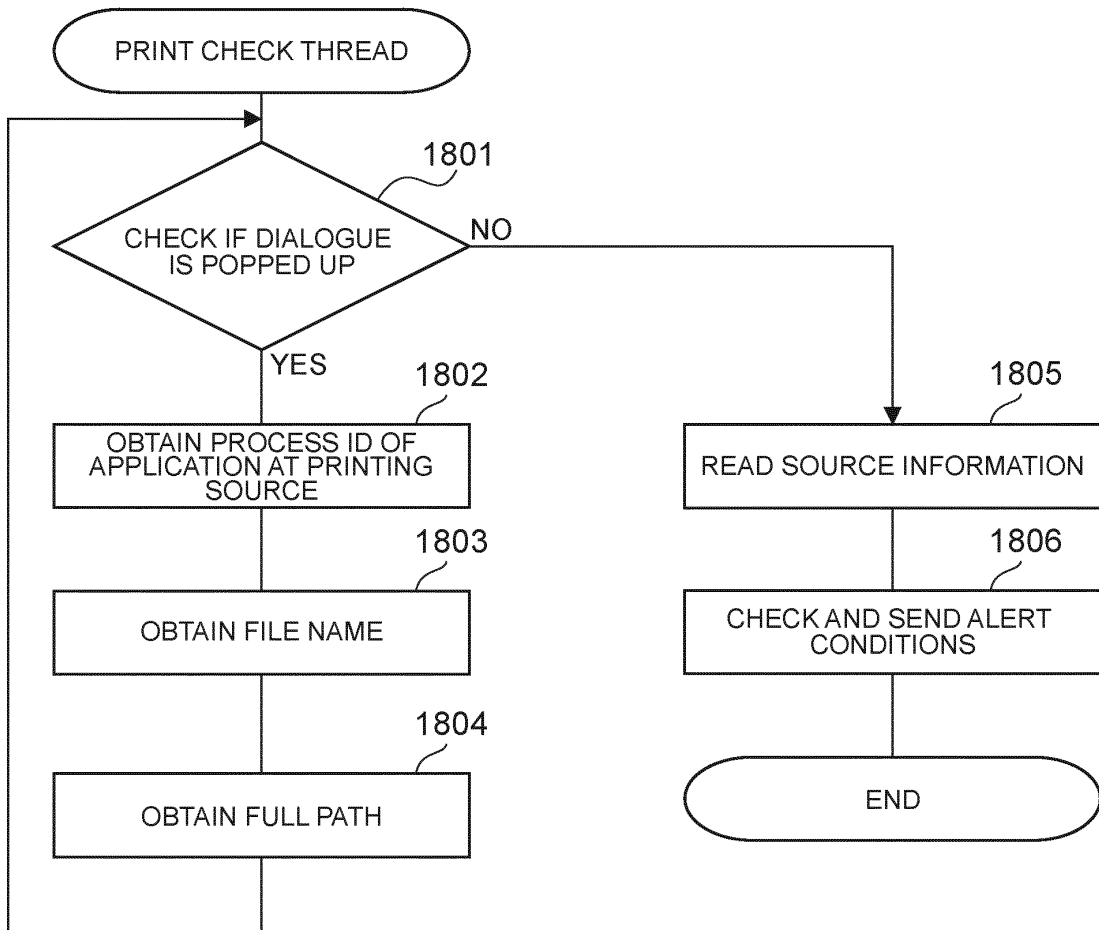 PRINT CHECK THREAD
1801
CHECK IF DIALOGUE
IS POPPED UP
NO
YES
1802
OBTAIN PROCESS ID OF
APPLICATION AT PRINTING
SOURCE
1803
OBTAIN FILE NAME
1804
OBTAIN FULL PATH
1805
READ SOURCE INFORMATION
1806
CHECK AND SEND ALERT
CONDITIONS
END